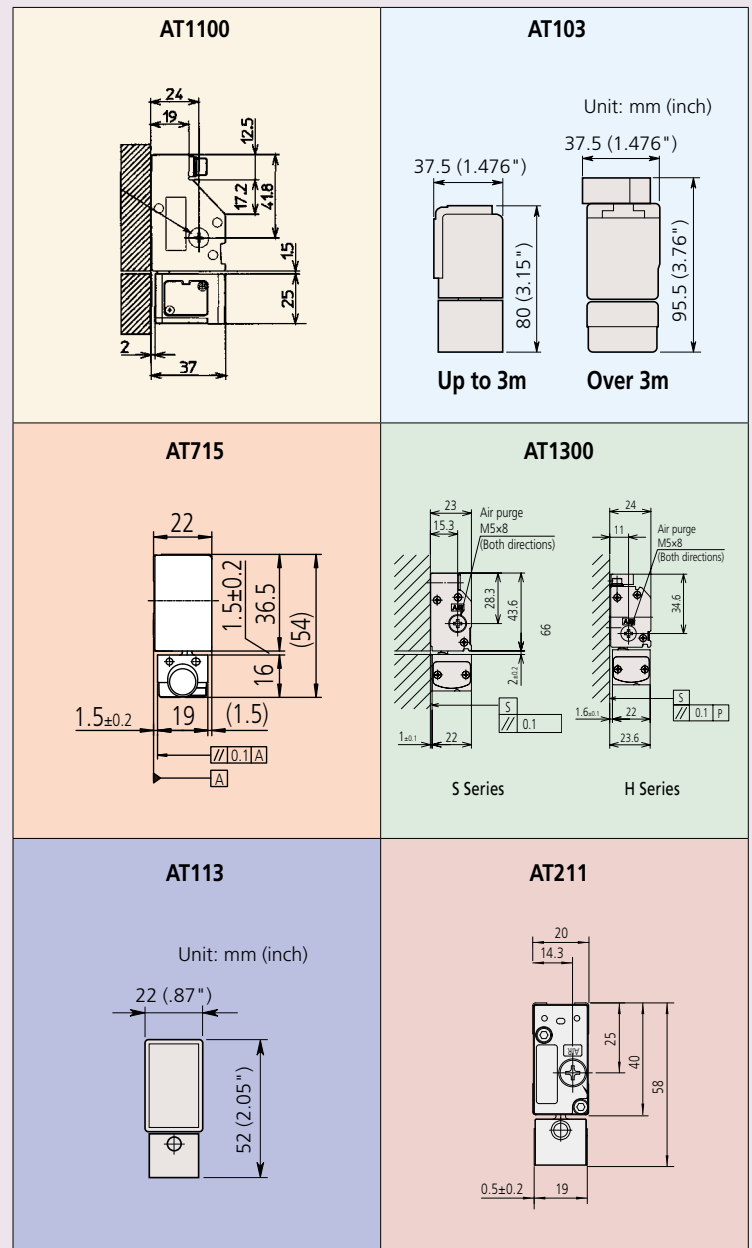 AT1100
24
19
12.5
17.2
41.8
1.5
25
2
37
AT103
Unit: mm (inch)
37.5 (1.476")
37.5 (1.476")
80 (3.15")
95.5 (3.76")
Up to 3m
Over 3m
AT715
22
1.5±0.2
36.5
(54)
16
1.5±0.2
19
(1.5)
// 0.1 A
A
AT1300
23
15.3
Air purge
M5×8
(Both directions)
28.3
43.6
66
2±0.2
S
// 0.1
1±0.1
22
S Series
24
11
Air purge
M5×8
(Both directions)
AIR
34.6
S
// 0.1 P
1.6±0.1
22
23.6
H Series
AT113
Unit: mm (inch)
22 (.87")
52 (2.05")
AT211
20
14.3
AIR
25
40
58
0.5±0.2
19